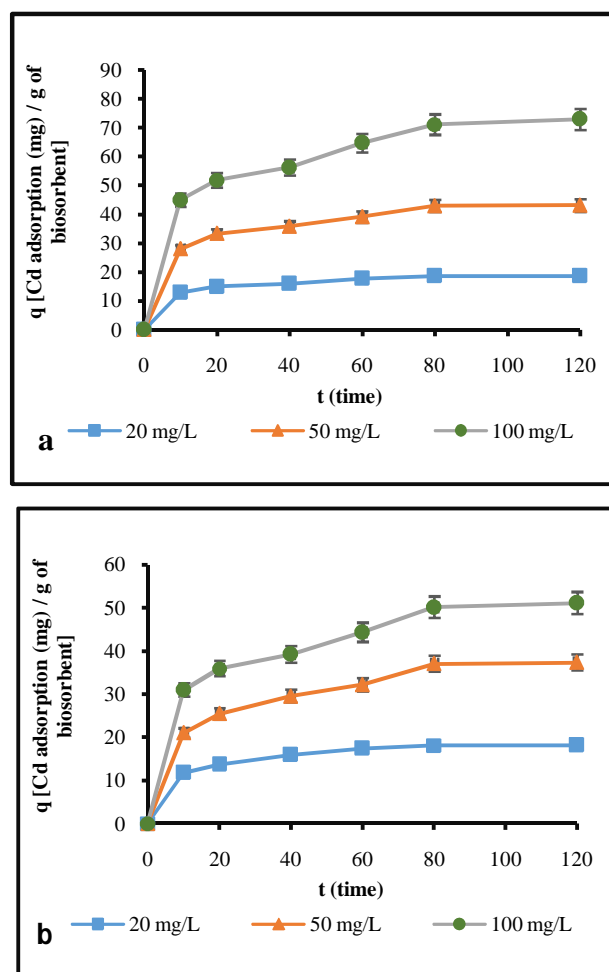 90
80
70
60
50
40
30
20
10
0
q [Cd adsorption (mg) / g of
biosorbent]
0 20 40 60 80 100 120
t (time)
20 mg/L 50 mg/L 100 mg/L
a
60
50
40
30
20
10
0
q [Cd adsorption (mg) / g of
biosorbent]
0 20 40 60 80 100 120
t (time)
20 mg/L 50 mg/L 100 mg/L
b